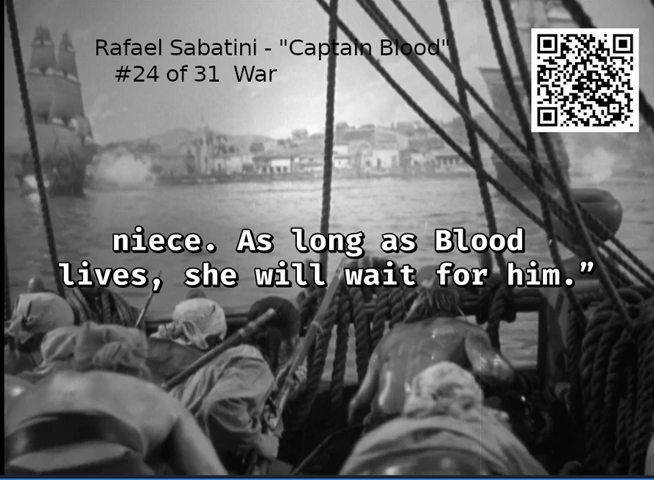 Rafael Sabatini - "Captain Blood"
#24 of 31  War
niece. As long as Blood
lives, she will wait for him.”